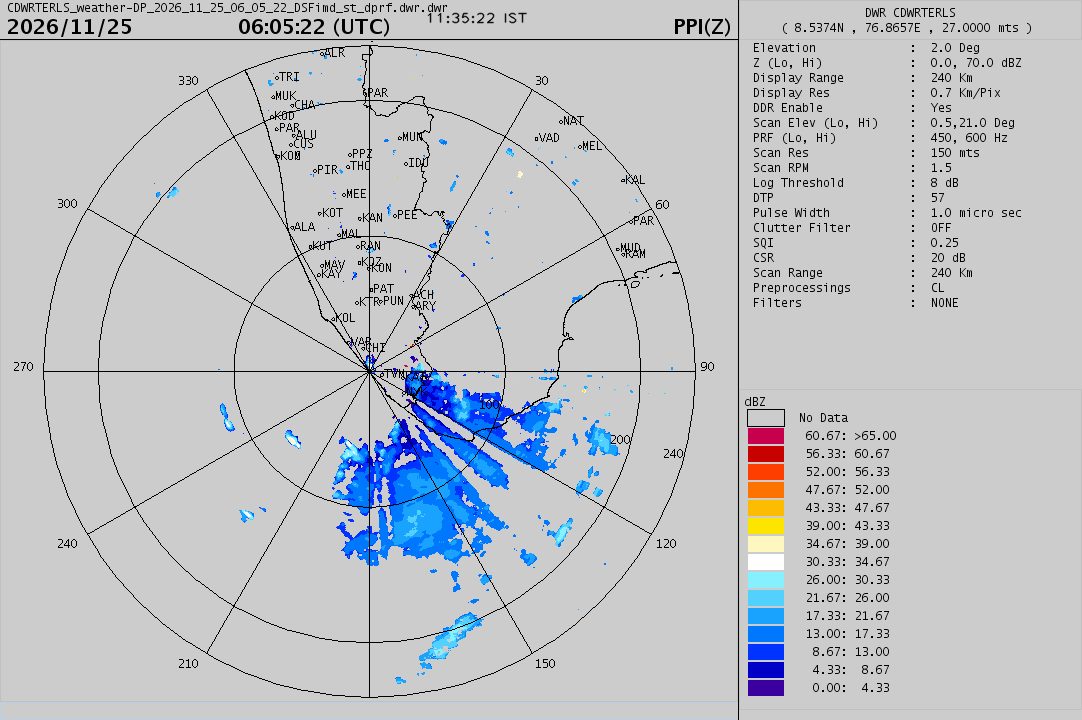 CDWRTERLS_weather-DP_2026_11_25_06_05_22_DSFimd_st_dprf.dwr.dwr
11:35:22 IST
2026/11/25 06:05:22 (UTC) PPI(Z)
DWR CDWRTERLS
( 8.5374N , 76.8657E , 27.0000 mts )
Elevation : 2.0 Deg
Z (Lo, Hi) : 0.0, 70.0 dBZ
Display Range : 240 Km
Display Res : 0.7 Km/Pix
DDR Enable : Yes
Scan Elev (Lo, Hi) : 0.5,21.0 Deg
PRF (Lo, Hi) : 450, 600 Hz
Scan Res : 150 mts
Scan RPM : 1.5
Log Threshold : 8 dB
DTP : 57
Pulse Width : 1.0 micro sec
Clutter Filter : OFF
SQI : 0.25
CSR : 20 dB
Scan Range : 240 Km
Preprocessings : CL
Filters : NONE
dBZ
No Data
60.67: >65.00
56.33: 60.67
52.00: 56.33
47.67: 52.00
43.33: 47.67
39.00: 43.33
34.67: 39.00
30.33: 34.67
26.00: 30.33
21.67: 26.00
17.33: 21.67
13.00: 17.33
8.67: 13.00
4.33: 8.67
0.00: 4.33
ALR
TRI
330
30
MUK
PAR
CHA
KOD
NAT
PAR
ALU
MUN
VAD
CUS
MEL
PPZ
PIR
THO
IDU
KAL
MEE
300
60
KOT
KAN
PEE
PAR
ALA
MAL
KUT
RAN
MUD
RAM
KOZ
KON
MAV
KAY
PAT
ACH
KTR
PUN
ARY
KOL
VAR
CHI
270
90
TVM
100
200
240
240
120
210
150